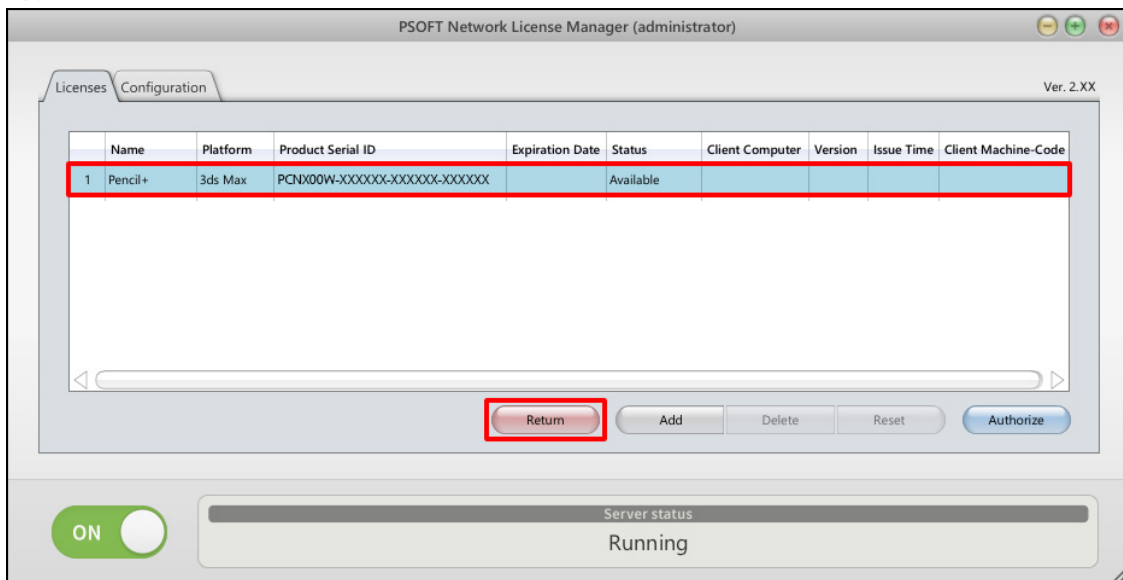 PSOFT Network License Manager (administrator)
Licenses Configuration Ver. 2.XX
Name Platform Product Serial ID Expiration Date Status Client Computer Version Issue Time Client Machine-Code
1 Pencil+ 3ds Max PCNX00W-XXXXXX-XXXXXX-XXXXXX Available
Return Add Delete Reset Authorize
Server status
ON Running